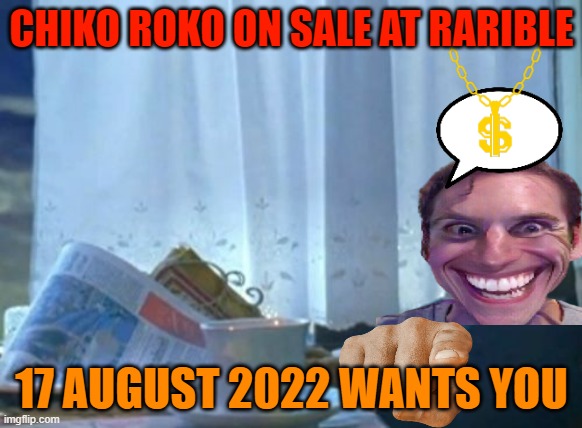 CHIKO ROKO ON SALE AT RARIBLE
$
17 AUGUST 2022 WANTS YOU
imgflip.com